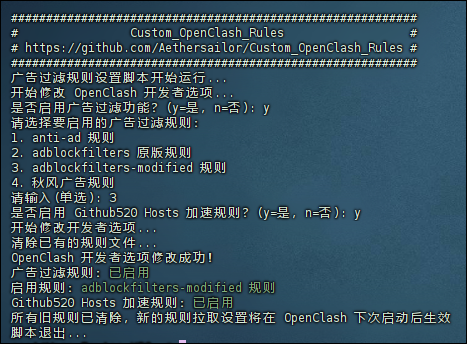 ##########################################################
# Custom_OpenClash_Rules #
# https://github.com/Aethersailor/Custom_OpenClash_Rules #
##########################################################
广告过滤规则设置脚本开始运行...
开始修改 OpenClash 开发者选项...
是否启用广告过滤功能? (y=是, n=否): y
请选择要启用的广告过滤规则:
1. anti-ad 规则
2. adblockfilters 原版规则
3. adblockfilters-modified 规则
4. 秋风广告规则
请输入(单选): 3
是否启用 Github520 Hosts 加速规则? (y=是, n=否): y
开始修改开发者选项...
清除已有的规则文件...
OpenClash 开发者选项修改成功!
广告过滤规则: 已启用
启用规则: adblockfilters-modified 规则
Github520 Hosts 加速规则: 已启用
所有旧规则已清除, 新的规则拉取设置将在 OpenClash 下次启动后生效
脚本退出...